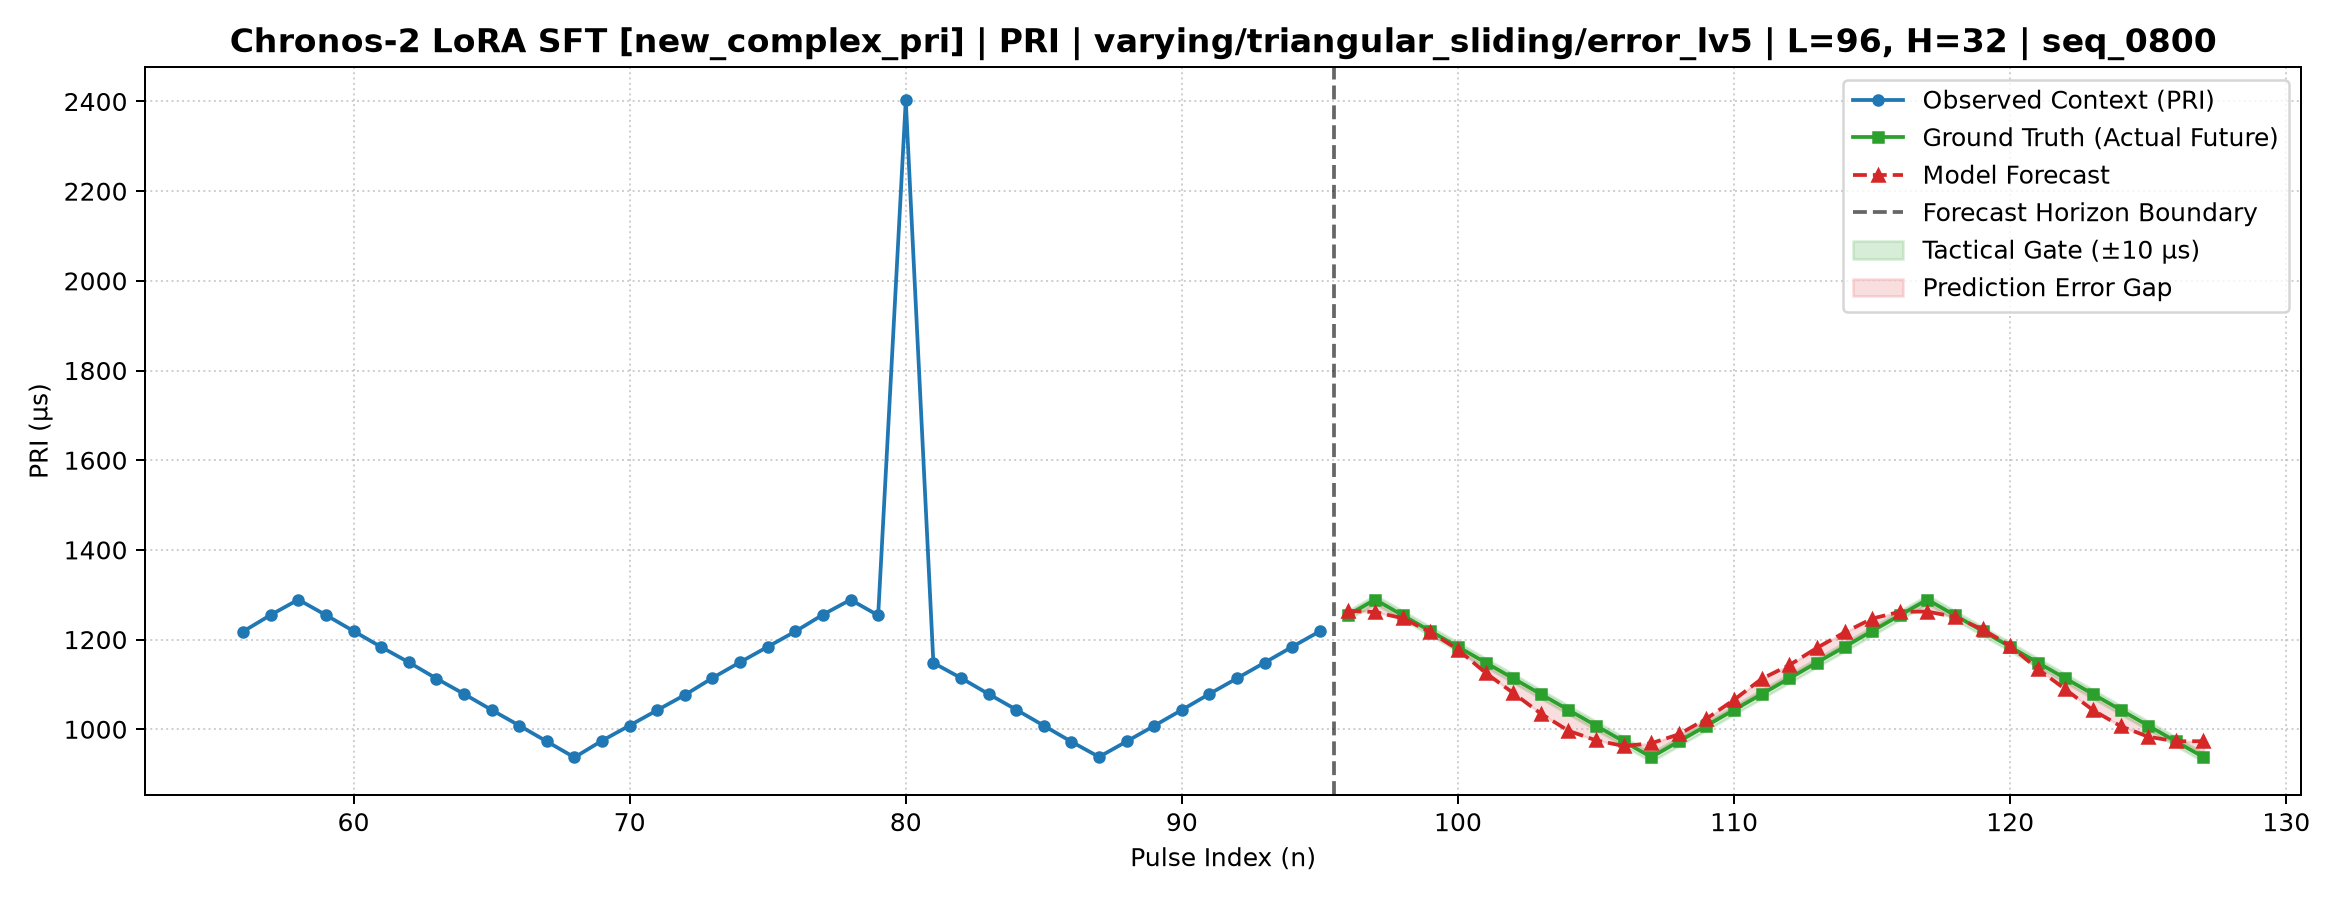 Chronos-2 LoRA SFT [new_complex_pri] | PRI | varying/triangular_sliding/error_lv5 | L=96, H=32 | seq_0800
PRI (µs)
2400
2200
2000
1800
1600
1400
1200
1000
Observed Context (PRI)
Ground Truth (Actual Future)
Model Forecast
Forecast Horizon Boundary
Tactical Gate (±10 µs)
Prediction Error Gap
60
70
80
90
100
110
120
130
Pulse Index (n)